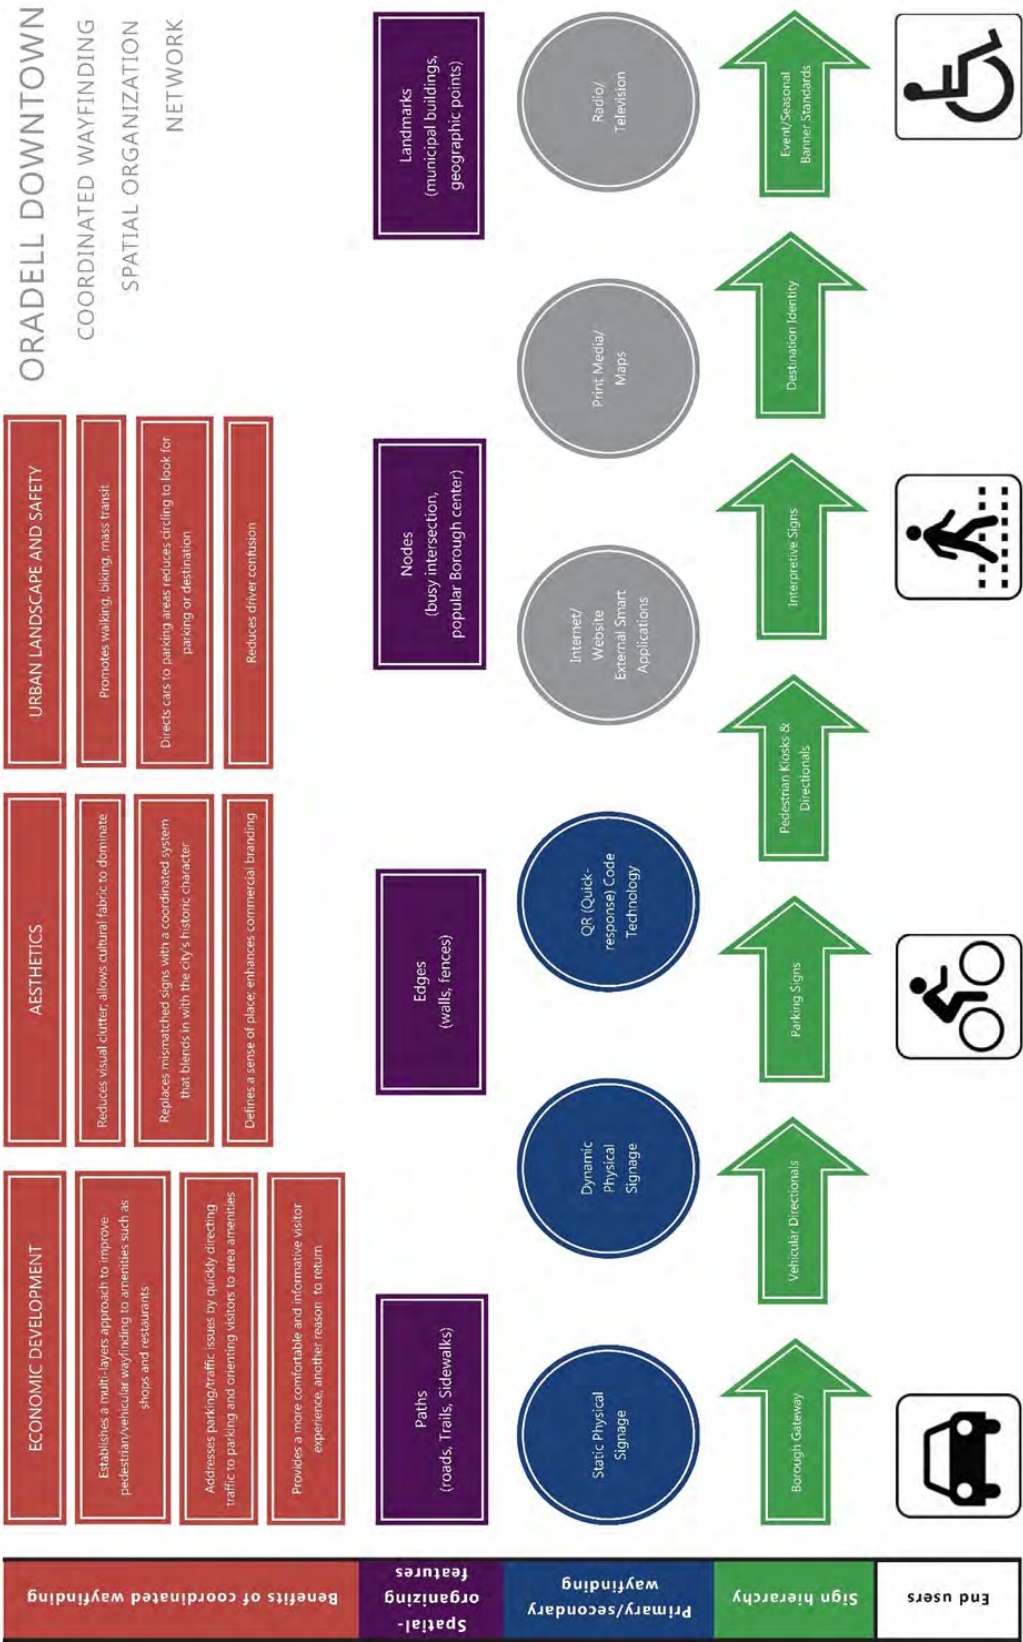 ORADELL DOWNTOWN
COORDINATED WAYFINDING
SPATIAL ORGANIZATION
NETWORK
Benefits of coordinated wayfinding
ECONOMIC DEVELOPMENT
Establishes a multi-layers approach to improve
pedestrian/vehicular wayfinding to amenities such as
shops and restaurants
Addresses parking/traffic issues by quickly directing
traffic to parking and orienting visitors to area amenities
Provides a more comfortable and informative visitor
experience, another reason to return
AESTHETICS
Reduces visual clutter; allows cultural fabric to dominate
Replaces mismatched signs with a coordinated system
that blends in with the city's historic character
Defines a sense of place; enhances commercial branding
URBAN LANDSCAPE AND SAFETY
Promotes walking, biking, mass transit
Directs cars to parking areas reduces circling to look for
parking or destination
Reduces driver confusion
Spatial-
organizing
features
Paths
(roads, Trails, Sidewalks)
Edges
(walls, fences)
Nodes
(busy intersection,
popular Borough center)
Landmarks
(municipal buildings,
geographic points)
Primary/secondary/
wayfinding
Static Physical
Signage
Dynamic
Physical
Signage
QR (Quick-
response) Code
Technology
Internet/
Website
External Smart
Applications
Print Media/
Maps
Radio/
Television
Sign hierarchy
Borough Gateway
Vehicular Directionals
Parking Signs
Pedestrian Kiosks &
Directionals
Interpretive Signs
Destination Identity
Event/Seasonal
Banner Standards
End users